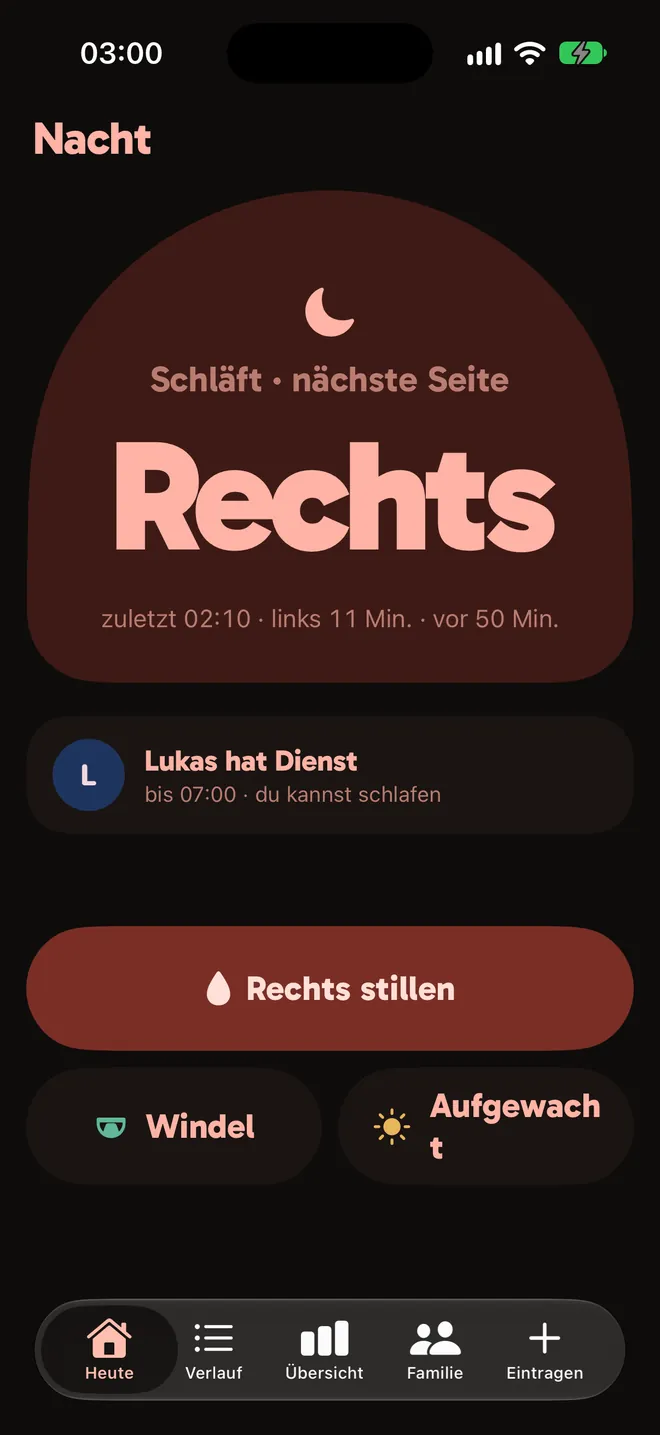 03:00
Nacht
Schläft · nächste Seite
Rechts
zuletzt 02:10 · links 11 Min. · vor 50 Min.
L
Lukas hat Dienst
bis 07:00 · du kannst schlafen
Rechts stillen
Windel
Aufgewach
t
Heute
Verlauf
Übersicht
Familie
Eintragen